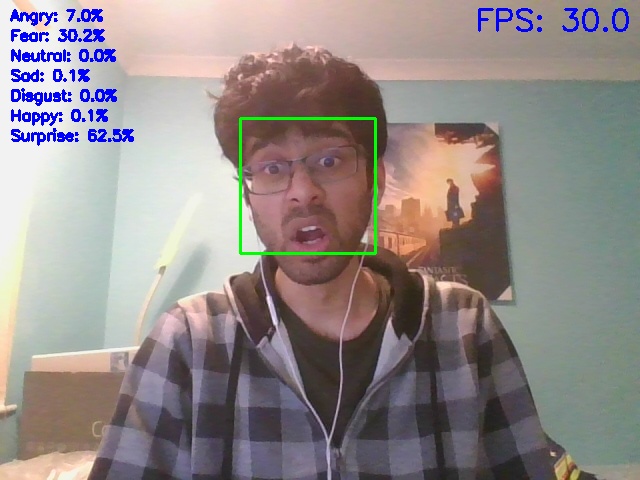 Angry: 7.0%
Fear: 30.2%
Neutral: 0.0%
Sad: 0.1%
Disgust: 0.0%
Happy: 0.1%
Surprise: 62.5%
FPS: 30.0
FANTASTIC